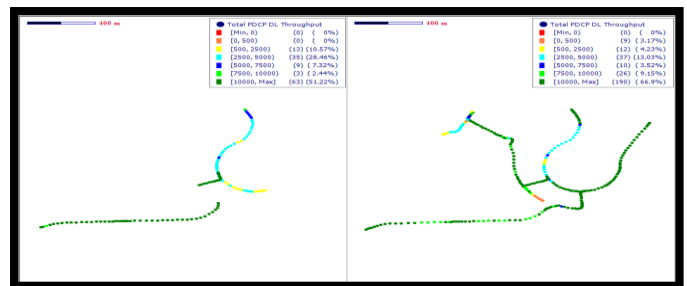 400 m
Total PDCP DL Throughput
[Min, 0) (0) ( 0%)
[0, 500) (0) ( 0%)
[500, 2500) (13) (10.57%)
[2500, 5000) (35) (28.46%)
[5000, 7500) (9) ( 7.32%)
[7500, 10000) (3) ( 2.44%)
[10000, Max] (63) (51.22%)
400 m
Total PDCP DL Throughput
[Min, 0) (0) ( 0%)
[0, 500) (9) ( 3.17%)
[500, 2500) (12) ( 4.23%)
[2500, 5000) (37) (13.03%)
[5000, 7500) (10) ( 3.52%)
[7500, 10000) (26) ( 9.15%)
[10000, Max] (190) ( 66.9%)